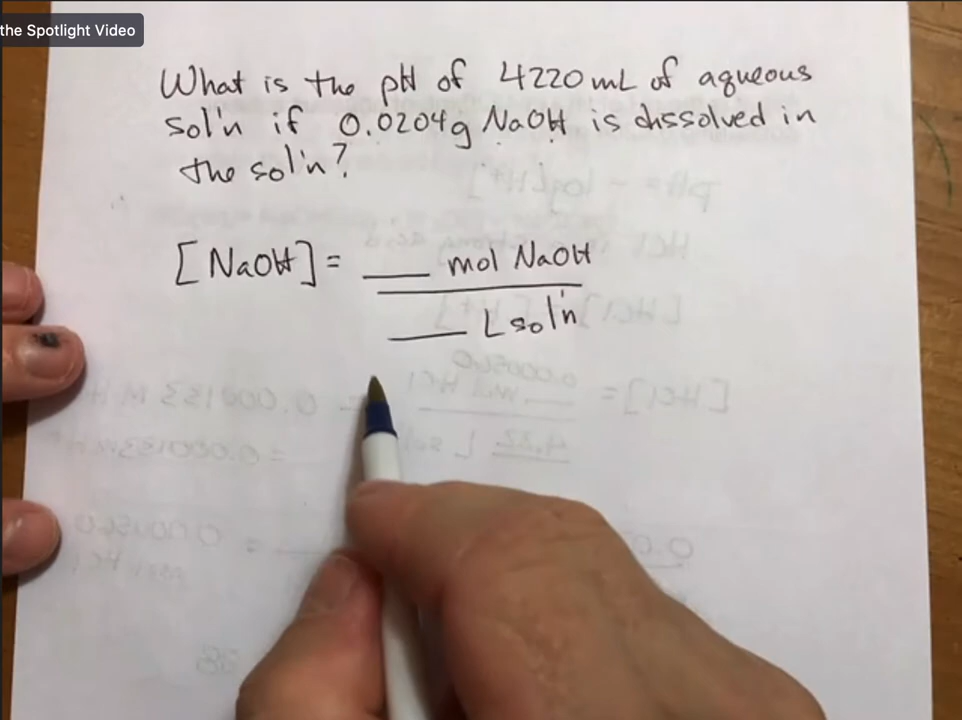 the Spotlight Video
What is the pH of 4220 mL of aqueous
sol'n if 0.0204g NaOH is dissolved in
the sol'n?
[NaOH] = ___ mol NaOH
___ L sol'n